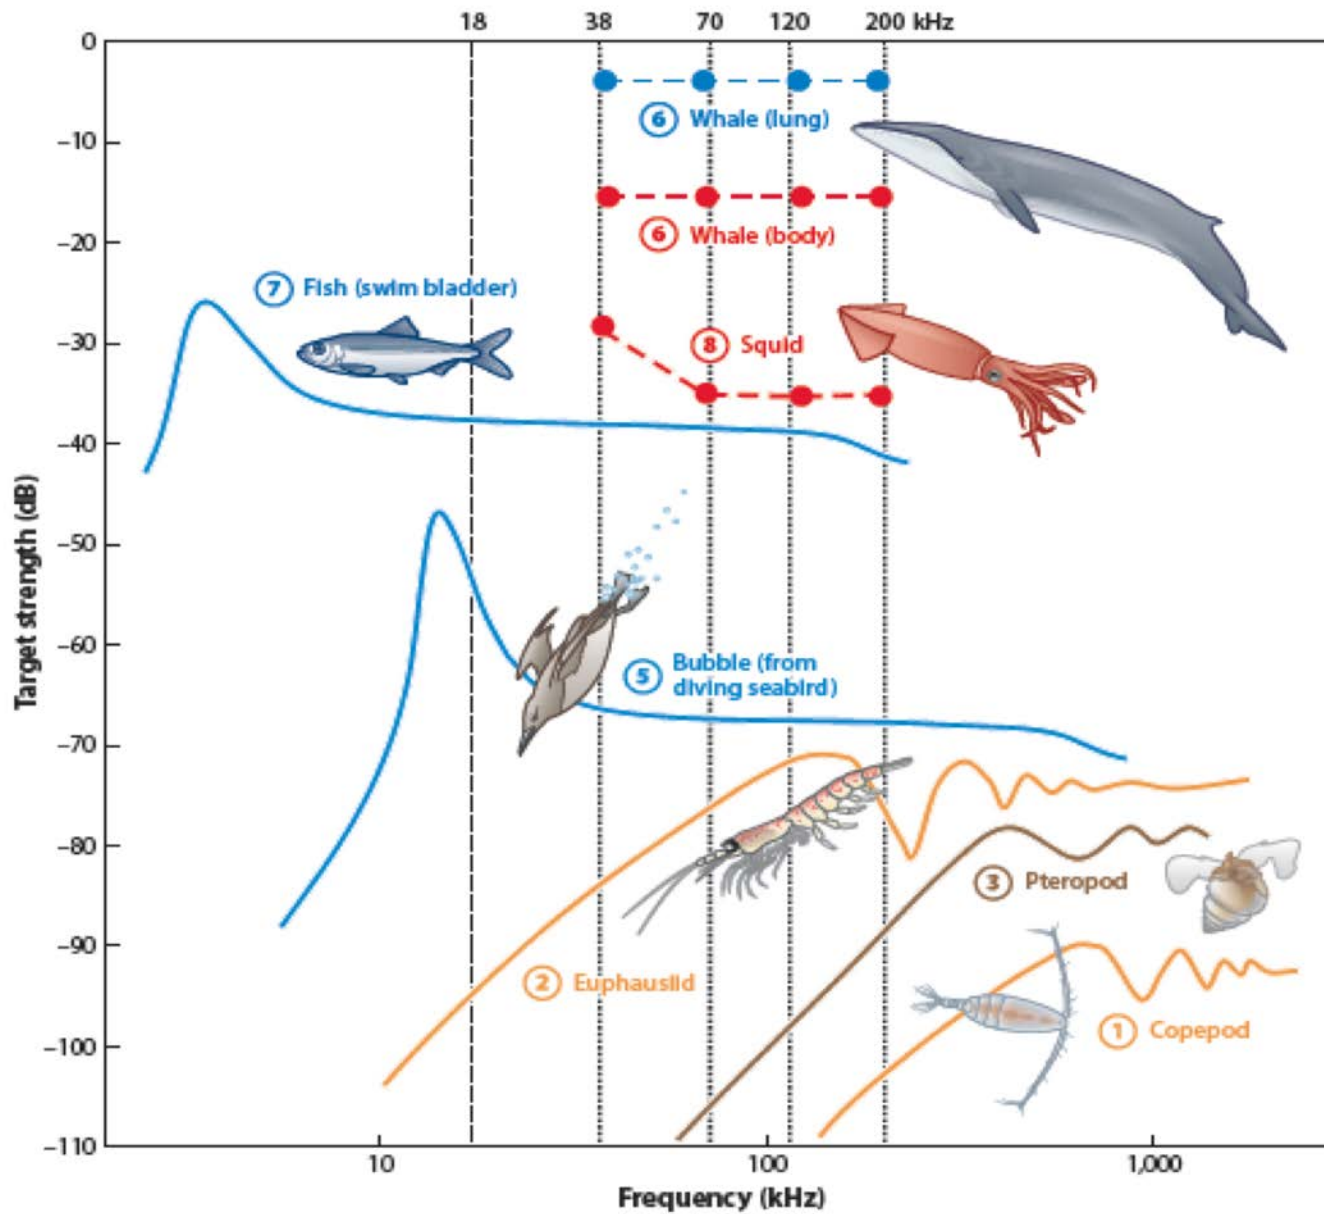 18 38 70 120 200 kHz
0
–10
–20
–30
–40
–50
–60
–70
–80
–90
–100
–110
Target strength (dB)
6 Whale (lung)
6 Whale (body)
7 Fish (swim bladder)
8 Squid
5 Bubble (from
diving seabird)
3 Pteropod
2 Euphausiid
1 Copepod
10 100 1,000
Frequency (kHz)